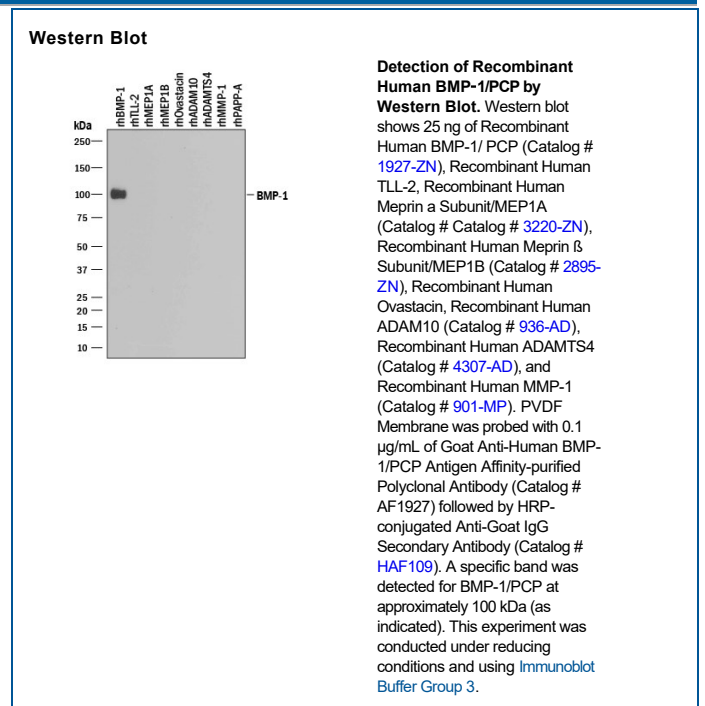 Western Blot
rhBMP-1
rhTLL-2
rhMEP1A
rhMEP1B
rhOvastacin
rhADAM10
rhADAMTS4
rhMMP-1
rhPAPP-A
kDa
250
150
100
BMP-1
75
50
37
25
20
15
10
Detection of Recombinant
Human BMP-1/PCP by
Western Blot. Western blot
shows 25 ng of Recombinant
Human BMP-1/ PCP (Catalog #
1927-ZN), Recombinant Human
TLL-2, Recombinant Human
Meprin a Subunit/MEP1A
(Catalog # Catalog # 3220-ZN),
Recombinant Human Meprin ß
Subunit/MEP1B (Catalog # 2895-
ZN), Recombinant Human
Ovastacin, Recombinant Human
ADAM10 (Catalog # 936-AD),
Recombinant Human ADAMTS4
(Catalog # 4307-AD), and
Recombinant Human MMP-1
(Catalog # 901-MP). PVDF
Membrane was probed with 0.1
µg/mL of Goat Anti-Human BMP-
1/PCP Antigen Affinity-purified
Polyclonal Antibody (Catalog #
AF1927) followed by HRP-
conjugated Anti-Goat IgG
Secondary Antibody (Catalog #
HAF109). A specific band was
detected for BMP-1/PCP at
approximately 100 kDa (as
indicated). This experiment was
conducted under reducing
conditions and using Immunoblot
Buffer Group 3.